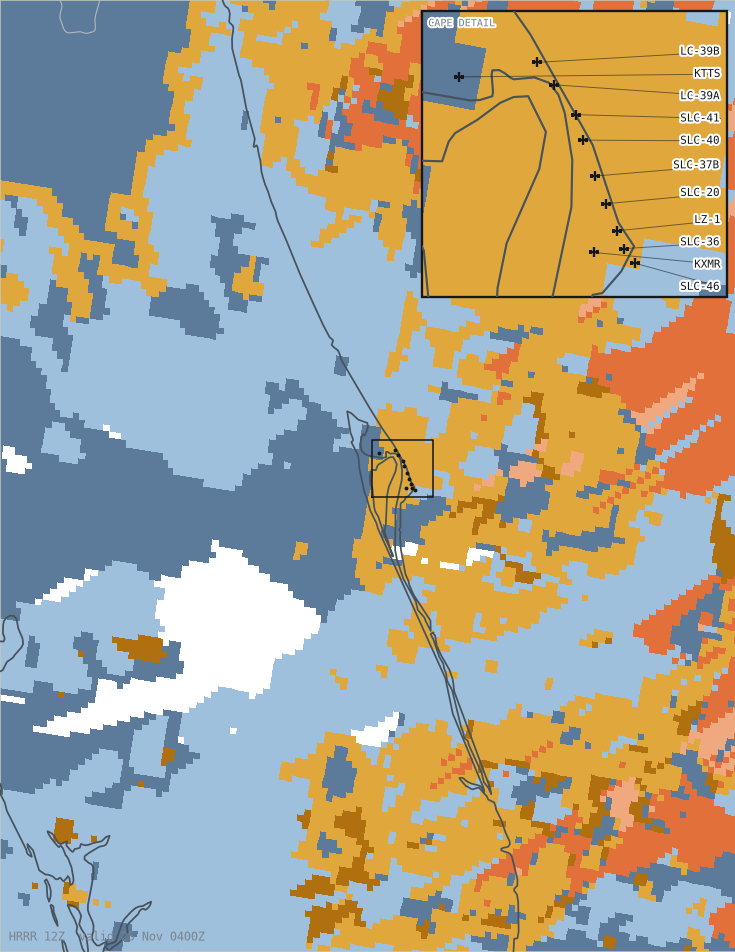 CAPE DETAIL
LC-39B
KTTS
LC-39A
SLC-41
SLC-40
SLC-37B
SLC-20
LZ-1
SLC-36
KXMR
SLC-46
HRRR 12Z valid Nov 0400Z